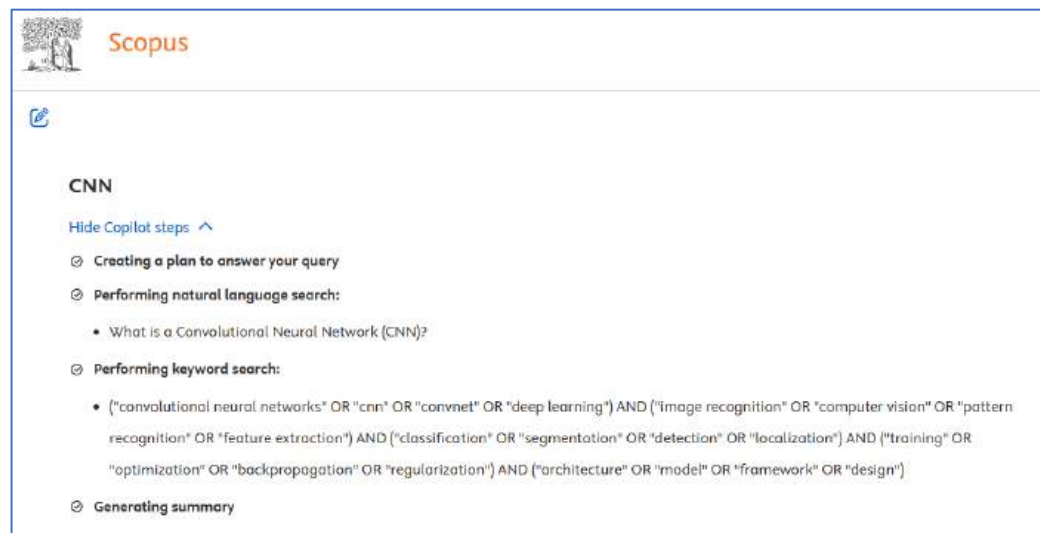 Scopus
CNN
Hide Copilot steps
Creating a plan to answer your query
Performing natural language search:
• What is a Convolutional Neural Network (CNN)?
Performing keyword search:
• ("convolutional neural networks" OR "cnn" OR "convnet" OR "deep learning") AND ("image recognition" OR "computer vision" OR "pattern
recognition" OR "feature extraction") AND ("classification" OR "segmentation" OR "detection" OR "localization") AND ("training" OR
"optimization" OR "backpropagation" OR "regularization") AND ("architecture" OR "model" OR "framework" OR "design")
Generating summary